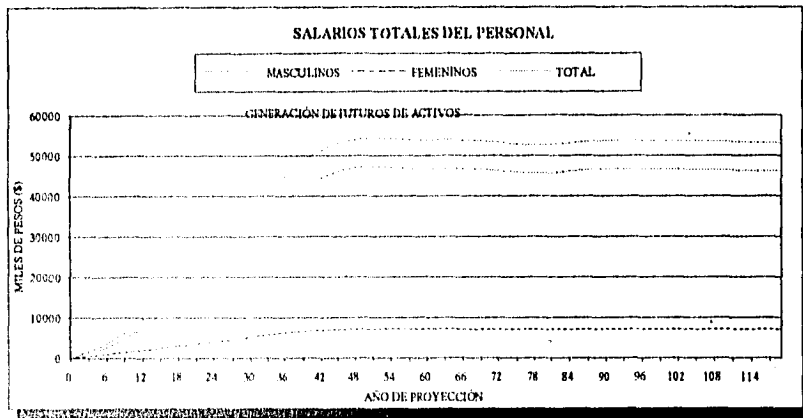 SALARIOS TOTALES DEL PERSONAL
MASCULINOS FEMENINOS TOTAL
GENERACIÓN DE FUTUROS DE ACTIVOS
MILES DE PESOS ($)
60000
50000
40000
30000
20000
10000
0
0 6 12 18 24 30 36 42 48 54 60 66 72 78 84 90 96 102 108 114
AÑO DE PROYECCIÓN